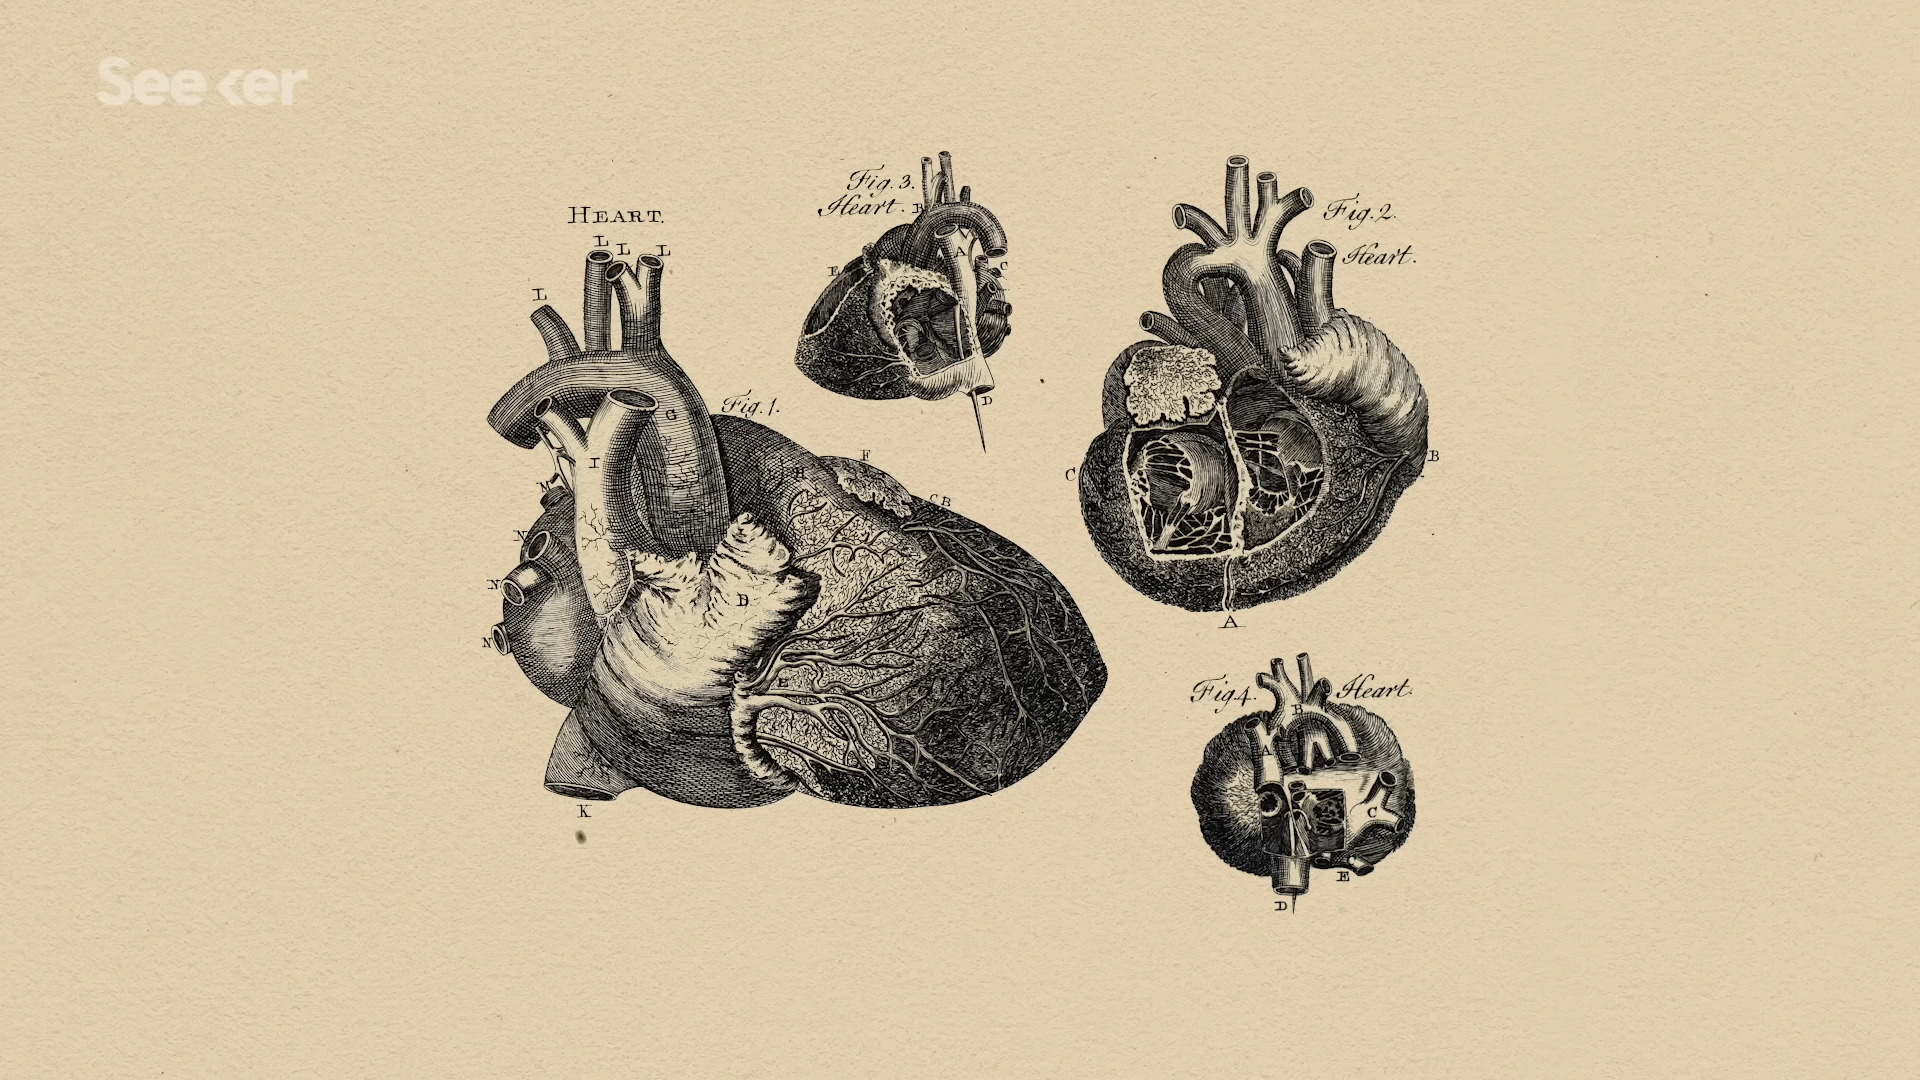 Seeker
HEART.
L
L
L
L
G
I
M
N
N
N
K
Fig. 1.
H
F
C B
D
E
Fig. 3.
Heart.
B
A
C
E
D
Fig. 2.
Heart.
C
B
A
Fig. 4.
Heart.
B
A
C
E
D